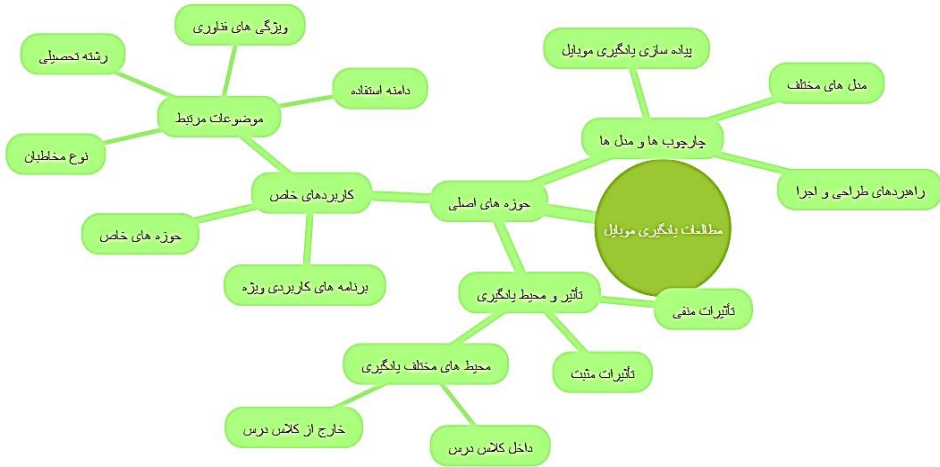 مطالعات یادگیری موبایل
حوزه های اصلی
چارچوب ها و مدل ها
پیاده سازی یادگیری موبایل
مدل های مختلف
راهبردهای طراحی و اجرا
تأثیر و محیط یادگیری
تأثیرات منفی
تأثیرات مثبت
محیط های مختلف یادگیری
داخل کلاس درس
خارج از کلاس درس
کاربردهای خاص
برنامه های کاربردی ویژه
حوزه های خاص
موضوعات مرتبط
دامنه استفاده
ویژگی های فناوری
رشته تحصیلی
نوع مخاطبان